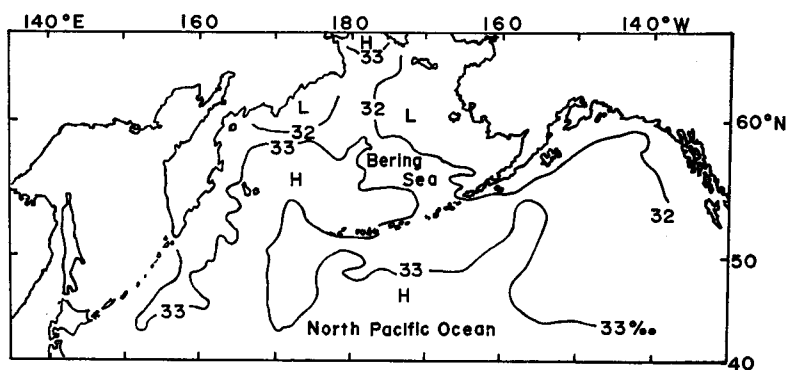 140°E 160 180 160 140°W
H
33
L 32 L
32
60°N
33
Bering
H Sea
32
50
33
33 H
North Pacific Ocean 33‰
40